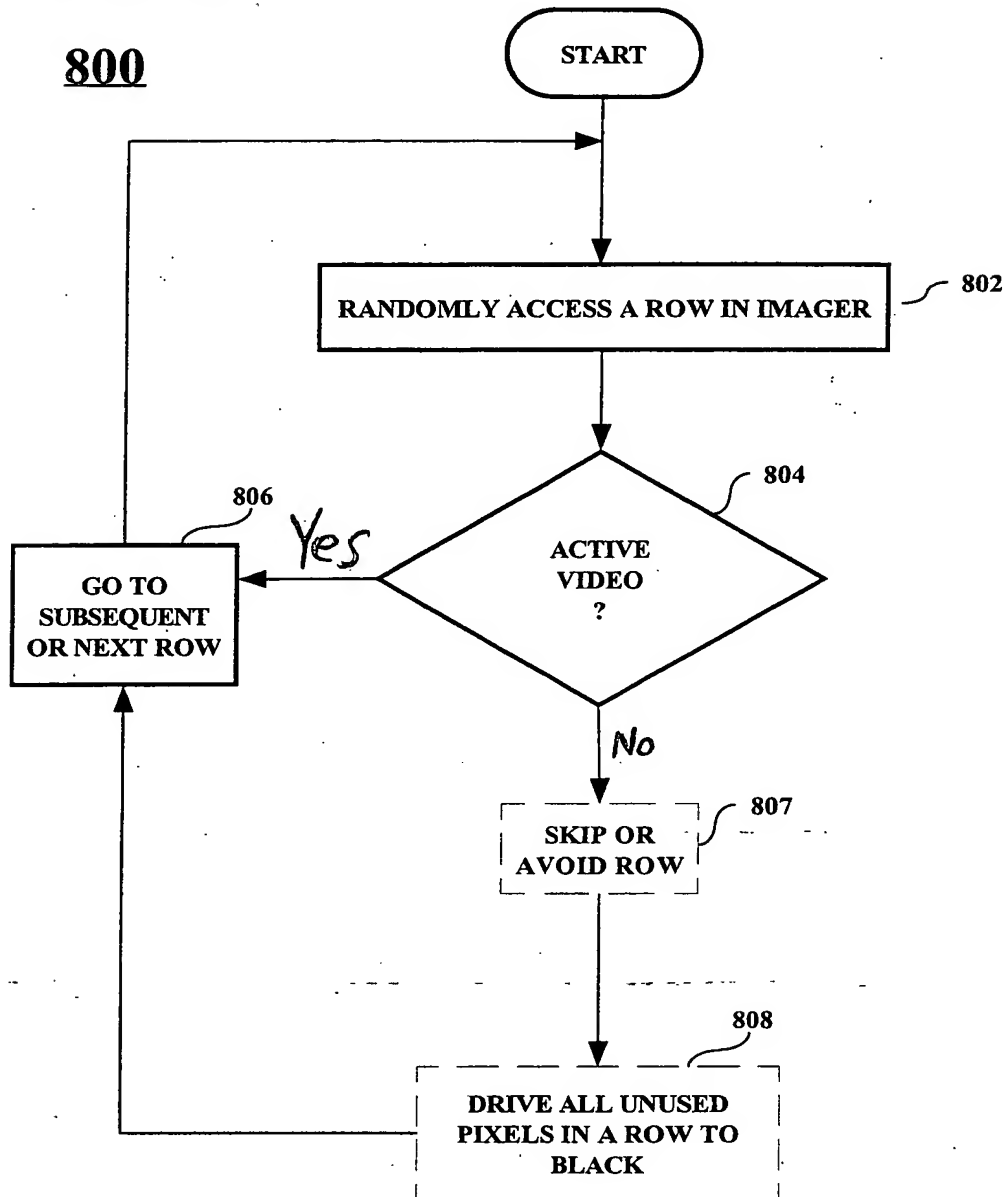 800
START
RANDOMLY ACCESS A ROW IN IMAGER
802
804
ACTIVE
VIDEO
?
Yes
806
GO TO
SUBSEQUENT
OR NEXT ROW
No
807
SKIP OR
AVOID ROW
808
DRIVE ALL UNUSED
PIXELS IN A ROW TO
BLACK